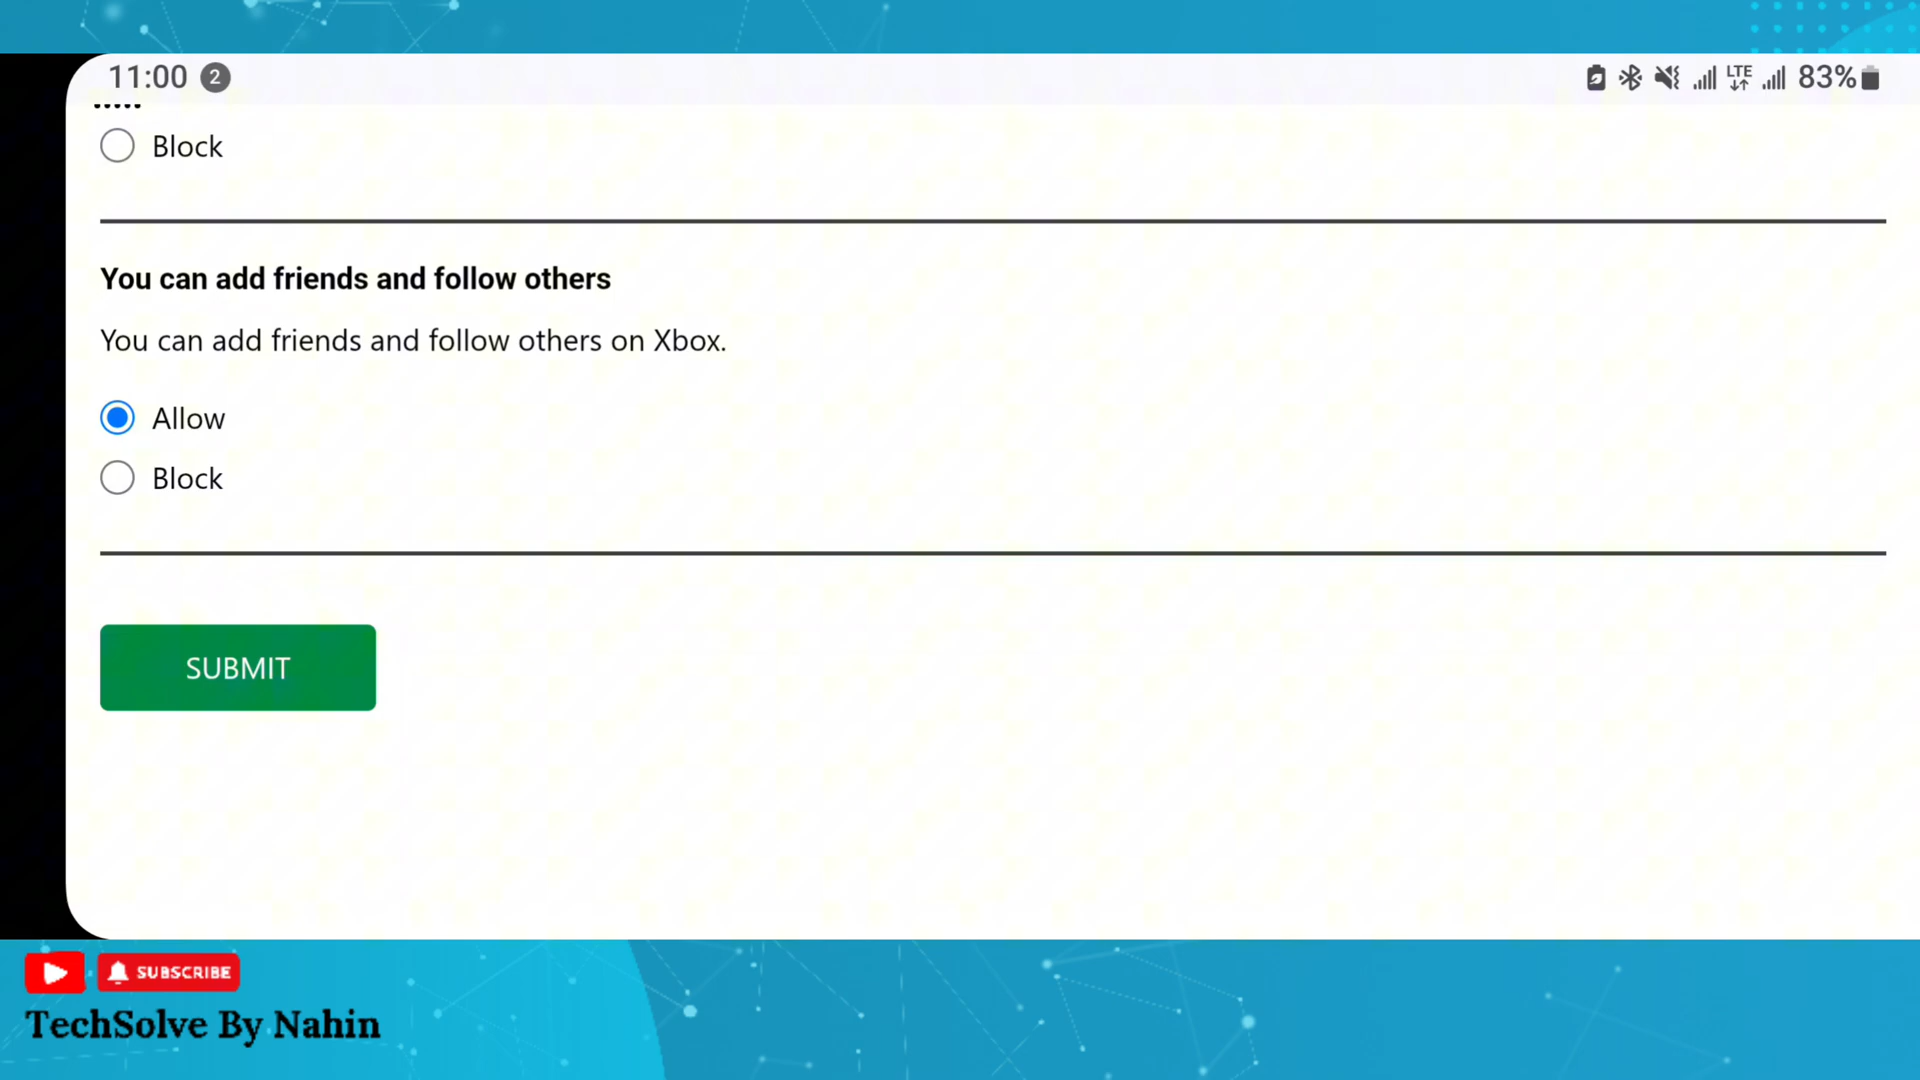 11:00 2
LTE 83%
Block
You can add friends and follow others
You can add friends and follow others on Xbox.
Allow
Block
SUBMIT
SUBSCRIBE
TechSolve By Nahin